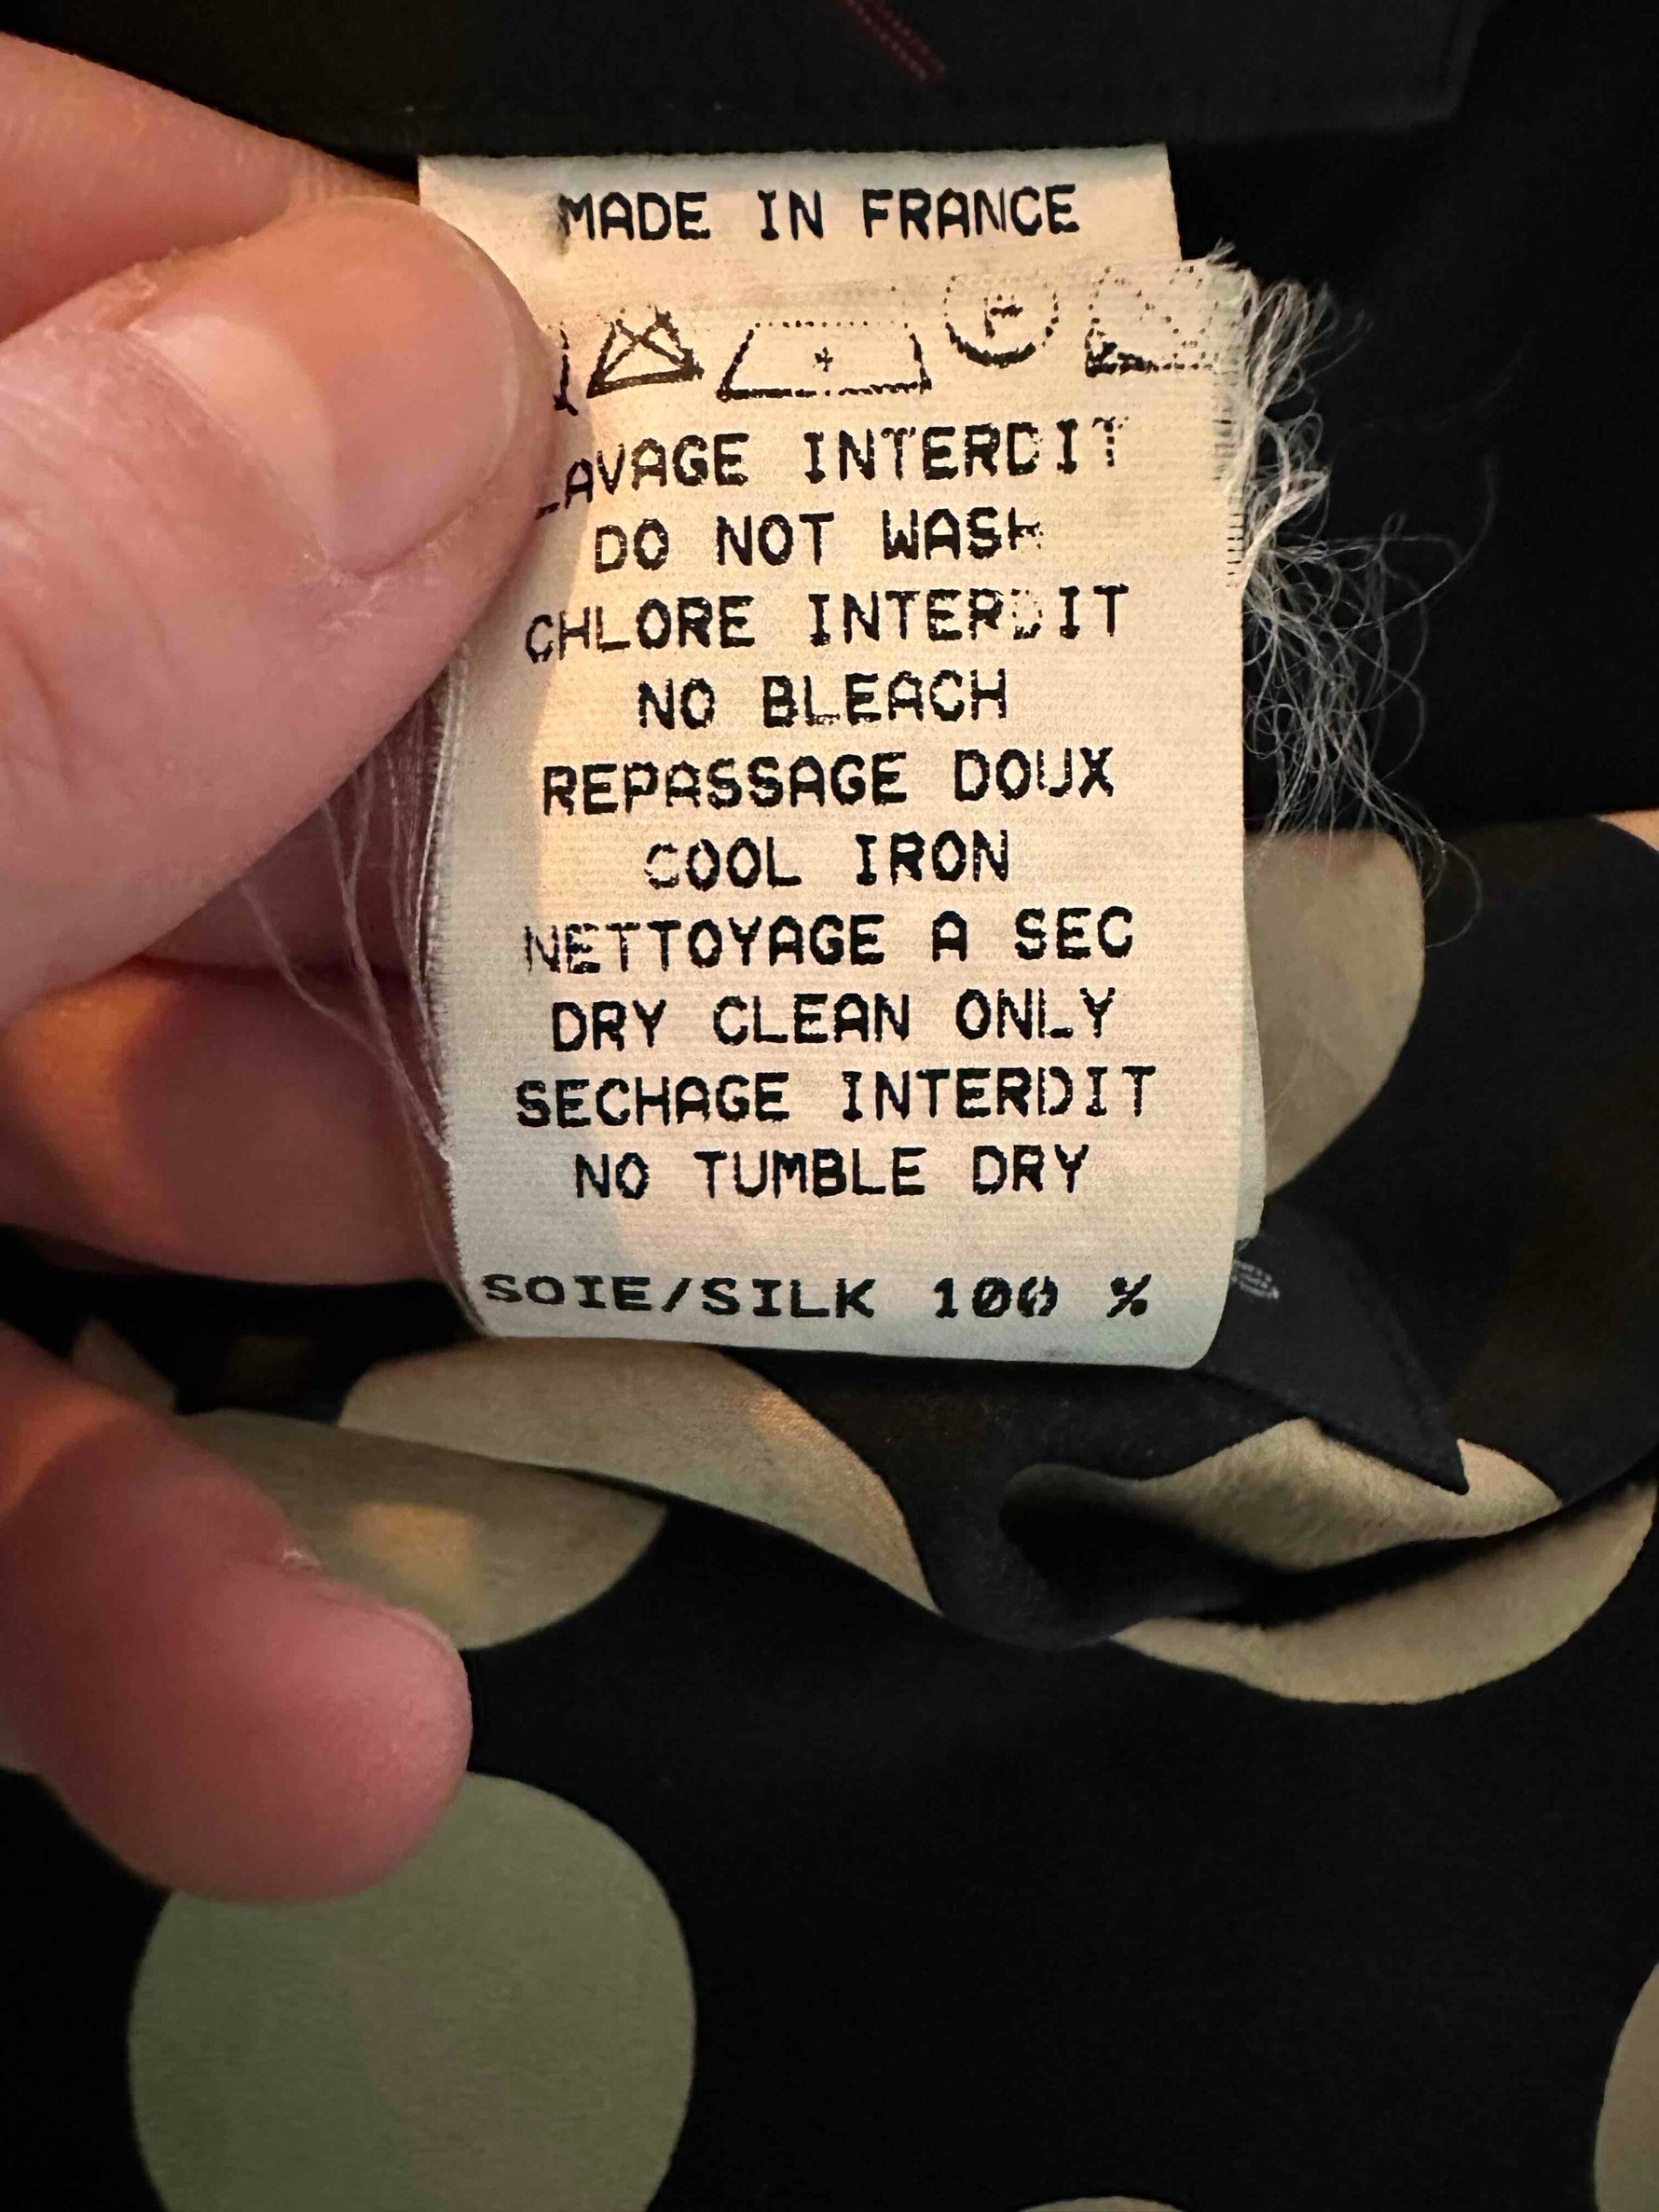 MADE IN FRANCE
P
LAVAGE INTERDIT
DO NOT WASH
CHLORE INTERDIT
NO BLEACH
REPASSAGE DOUX
COOL IRON
NETTOYAGE A SEC
DRY CLEAN ONLY
SECHAGE INTERDIT
NO TUMBLE DRY
SOIE/SILK 100 %